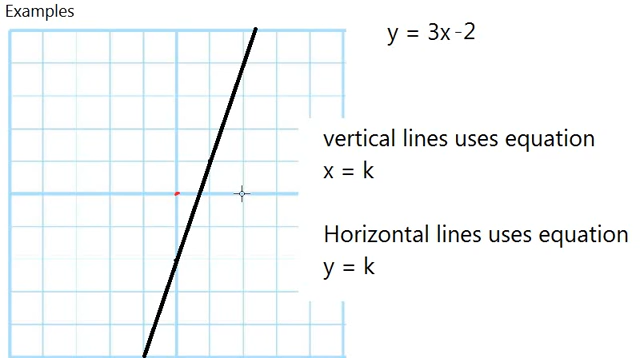 Examples
y = 3x -2
vertical lines uses equation
x = k
Horizontal lines uses equation
y = k